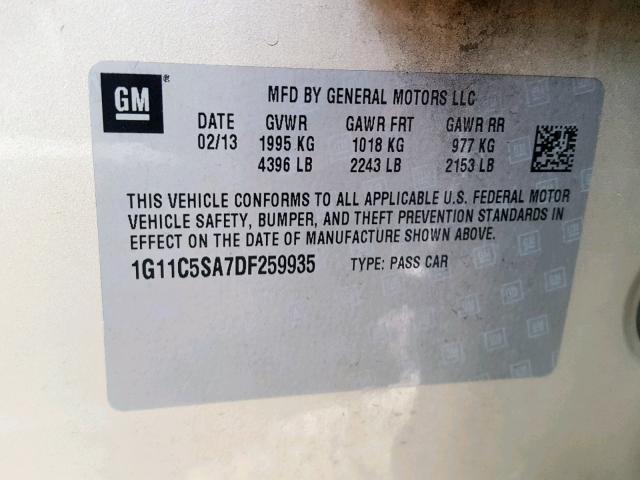 GM ®
MFD BY GENERAL MOTORS LLC
DATE GVWR GAWR FRT GAWR RR
02/13 1995 KG 1018 KG 977 KG
4396 LB 2243 LB 2153 LB
THIS VEHICLE CONFORMS TO ALL APPLICABLE U.S. FEDERAL MOTOR
VEHICLE SAFETY, BUMPER, AND THEFT PREVENTION STANDARDS IN
EFFECT ON THE DATE OF MANUFACTURE SHOWN ABOVE.
1G11C5SA7DF259935 TYPE: PASS CAR